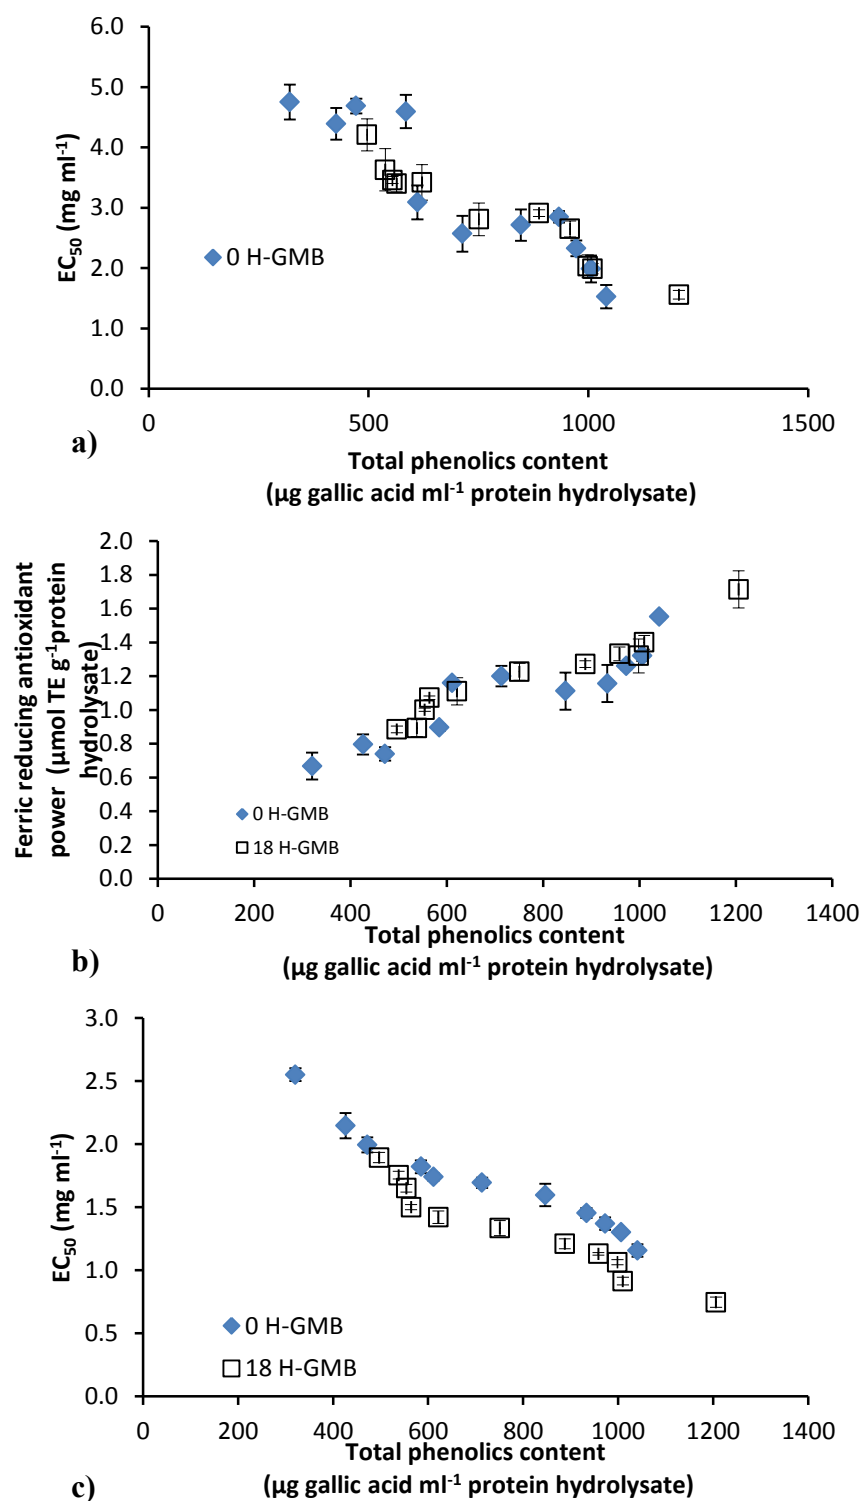 6.0
5.0
4.0
3.0
2.0
1.0
0.0
EC50 (mg ml-1)
0 H-GMB
0 500 1000 1500
a)
Total phenolics content
(µg gallic acid ml-1 protein hydrolysate)
2.0
1.8
1.6
1.4
1.2
1.0
0.8
0.6
0.4
0.2
0.0
Ferric reducing antioxidant
power (µmol TE g-1protein
hydrolysate)
0 H-GMB
18 H-GMB
0 200 400 600 800 1000 1200 1400
b)
Total phenolics content
(µg gallic acid ml-1 protein hydrolysate)
3.0
2.5
2.0
1.5
1.0
0.5
0.0
EC50 (mg ml-1)
0 H-GMB
18 H-GMB
0 200 400 600 800 1000 1200 1400
Total phenolics content
c)
(µg gallic acid ml-1 protein hydrolysate)